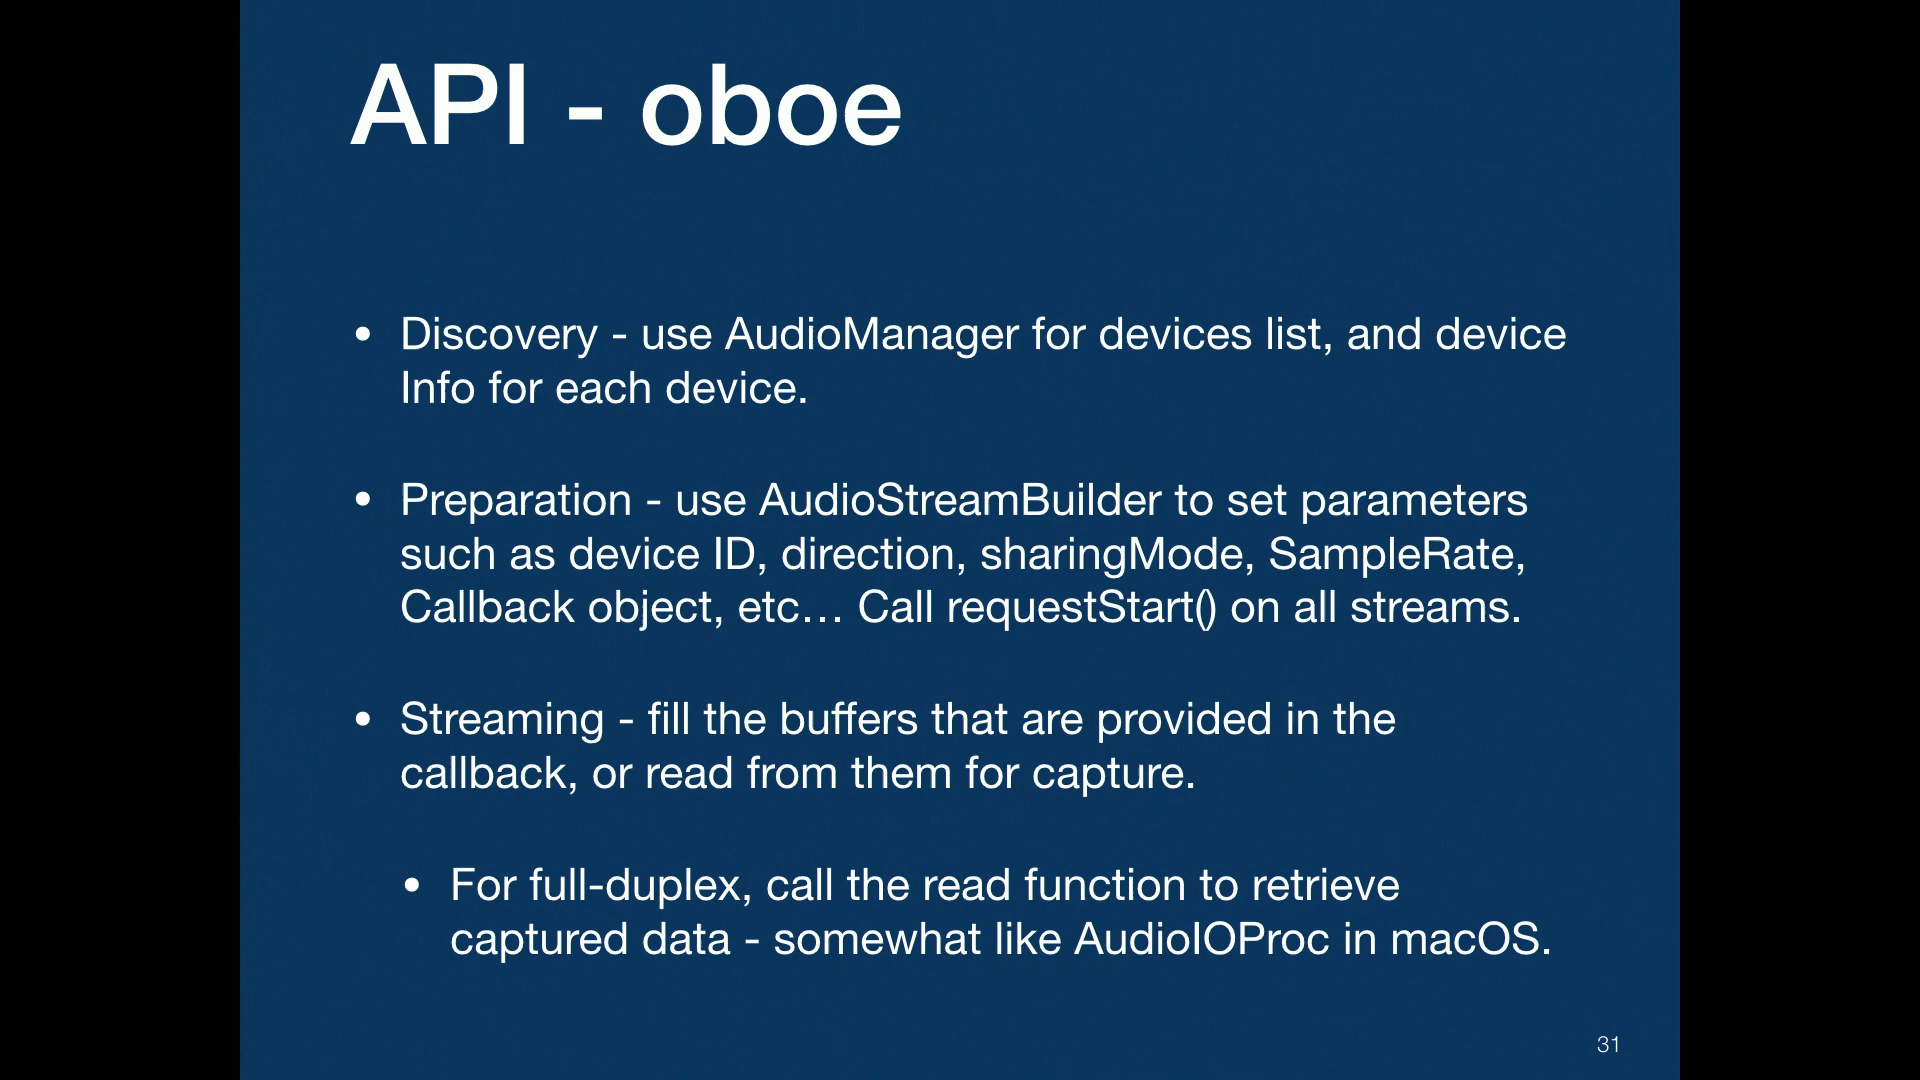 API - oboe
• Discovery - use AudioManager for devices list, and device
Info for each device.
• Preparation - use AudioStreamBuilder to set parameters
such as device ID, direction, sharingMode, SampleRate,
Callback object, etc… Call requestStart() on all streams.
• Streaming - fill the buffers that are provided in the
callback, or read from them for capture.
• For full-duplex, call the read function to retrieve
captured data - somewhat like AudioIOProc in macOS.
31